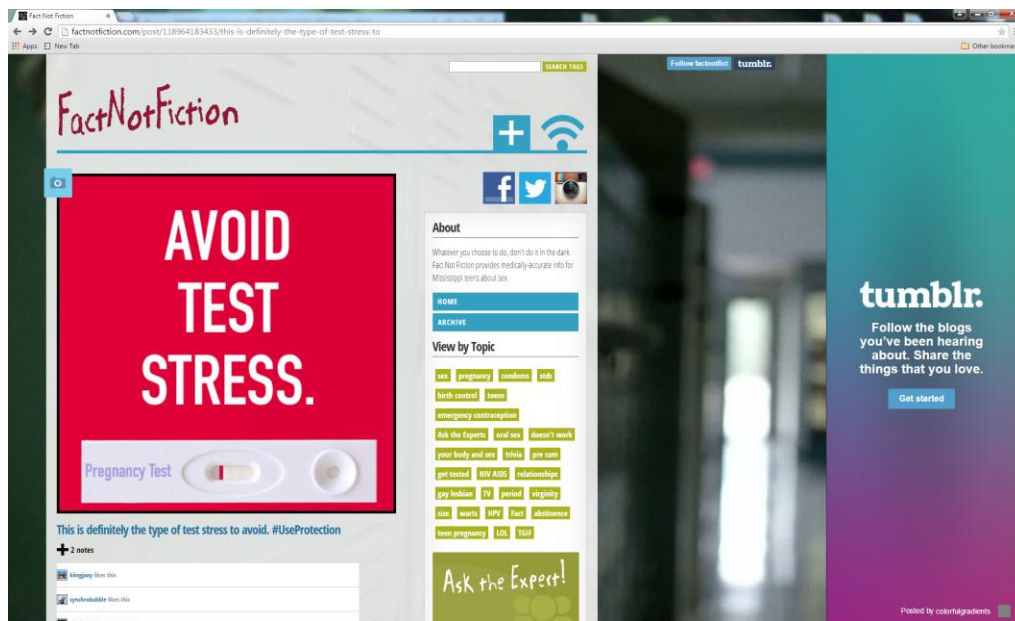 Fact Not Fiction
factnotfiction.com/post/118964183433/this-is-definitely-the-type-of-test-stress-to
Apps
New Tab
Other bookma
SEARCH TAGS
Follow factnotfict
tumblr.
FactNotFiction
AVOID
TEST
STRESS.
Pregnancy Test
This is definitely the type of test stress to avoid. #UseProtection
2 notes
kiingjaay likes this
synchrobubble likes this
About
Whatever you choose to do, don't do it in the dark.
Fact Not Fiction provides medically-accurate info for
Mississippi teens about sex.
HOME
ARCHIVE
View by Topic
sex pregnancy condoms stds
birth control teens
emergency contraception
Ask the Experts oral sex doesn't work
your body and sex trivia pre cum
get tested HIV AIDS relationships
gay lesbian TV period virginity
size warts HPV Fact abstinence
teen pregnancy LOL TGIF
Ask the Expert!
tumblr.
Follow the blogs
you've been hearing
about. Share the
things that you love.
Get started
Posted by colorfulgradients